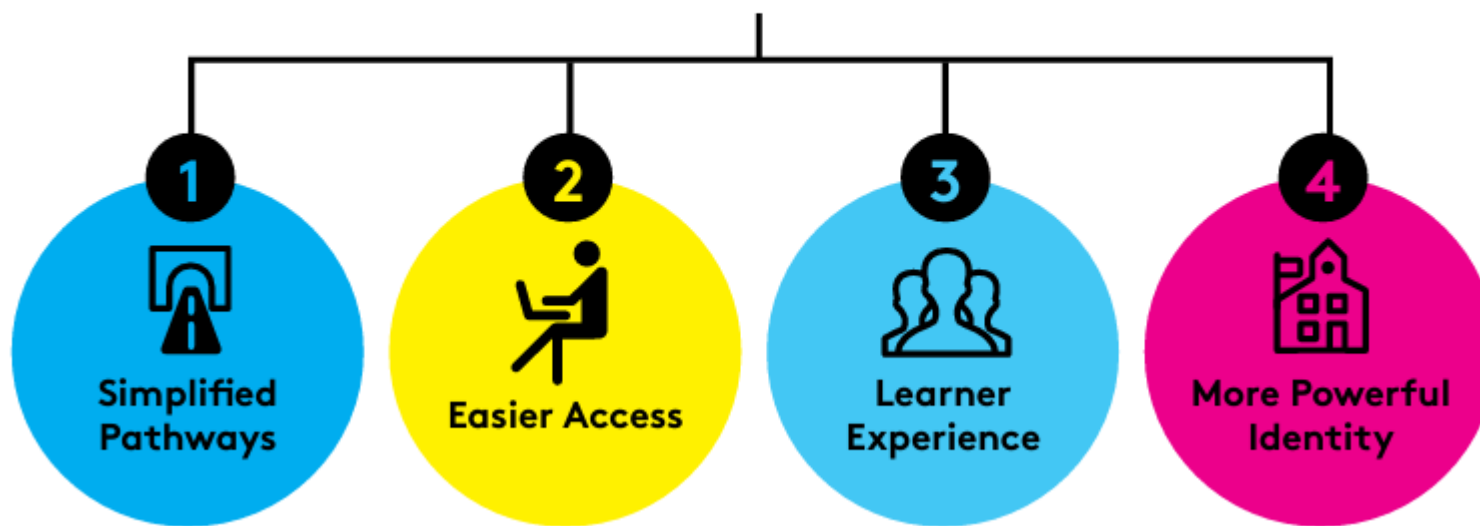 1
Simplified
Pathways
2
Easier Access
3
Learner
Experience
4
More Powerful
Identity